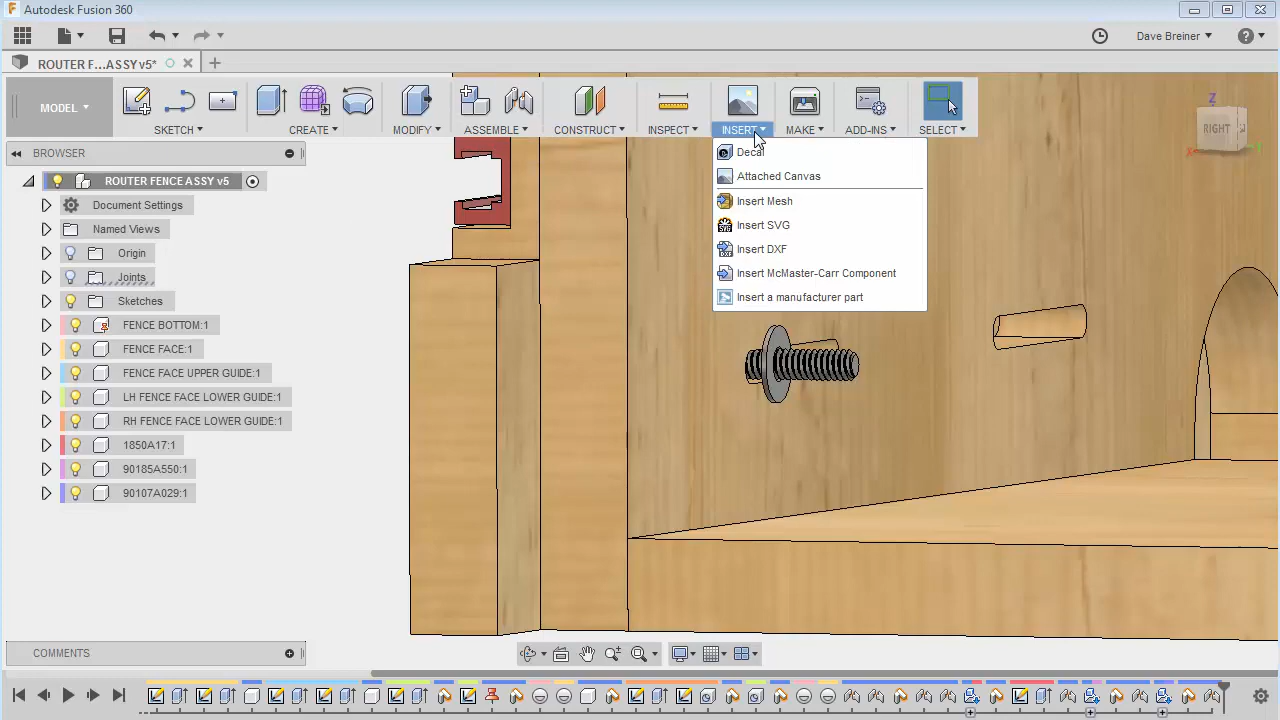 Autodesk Fusion 360
Dave Breiner
ROUTER F...ASSY v5*
MODEL
SKETCH
CREATE
MODIFY
ASSEMBLE
CONSTRUCT
INSPECT
INSERT
MAKE
ADD-INS
SELECT
BROWSER
ROUTER FENCE ASSY v5
Document Settings
Named Views
Origin
Joints
Sketches
FENCE BOTTOM:1
FENCE FACE:1
FENCE FACE UPPER GUIDE:1
LH FENCE FACE LOWER GUIDE:1
RH FENCE FACE LOWER GUIDE:1
1850A17:1
90185A550:1
90107A029:1
Decal
Attached Canvas
Insert Mesh
Insert SVG
Insert DXF
Insert McMaster-Carr Component
Insert a manufacturer part
Z
RIGHT
X
COMMENTS